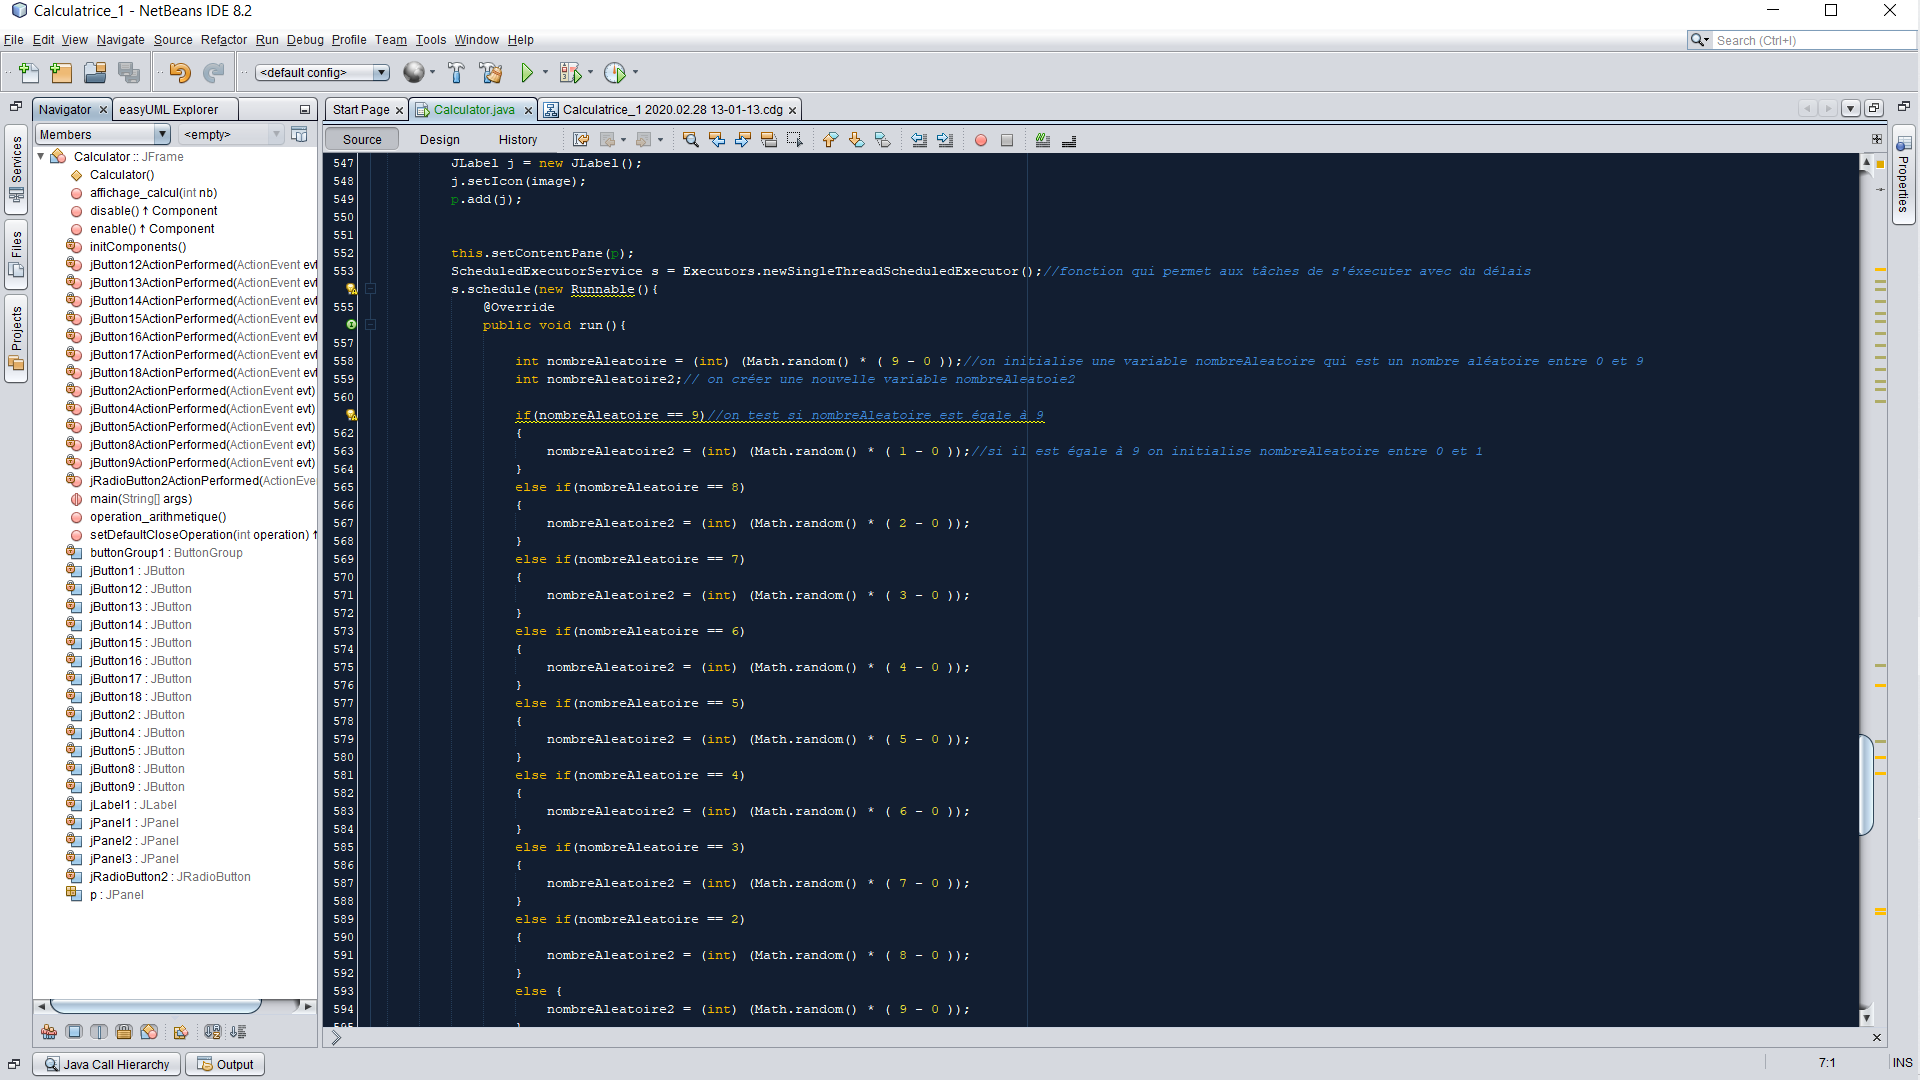 Calculatrice_1 - NetBeans IDE 8.2
File Edit View Navigate Source Refactor Run Debug Profile Team Tools Window Help
Search (Ctrl+I)
<default config>
Navigator
easyUML Explorer
Start Page
Calculator.java
Calculatrice_1 2020.02.28 13-01-13.cdg
Members
<empty>
Source
Design
History
Services
Files
Projects
Properties
Calculator :: JFrame
Calculator()
affichage_calcul(int nb)
disable() ↑ Component
enable() ↑ Component
initComponents()
jButton12ActionPerformed(ActionEvent evt
jButton13ActionPerformed(ActionEvent evt
jButton14ActionPerformed(ActionEvent evt
jButton15ActionPerformed(ActionEvent evt
jButton16ActionPerformed(ActionEvent evt
jButton17ActionPerformed(ActionEvent evt
jButton18ActionPerformed(ActionEvent evt
jButton2ActionPerformed(ActionEvent evt)
jButton4ActionPerformed(ActionEvent evt)
jButton5ActionPerformed(ActionEvent evt)
jButton8ActionPerformed(ActionEvent evt)
jButton9ActionPerformed(ActionEvent evt)
jRadioButton2ActionPerformed(ActionEve
main(String[] args)
operation_arithmetique()
setDefaultCloseOperation(int operation) ↑
buttonGroup1 : ButtonGroup
jButton1 : JButton
jButton12 : JButton
jButton13 : JButton
jButton14 : JButton
jButton15 : JButton
jButton16 : JButton
jButton17 : JButton
jButton18 : JButton
jButton2 : JButton
jButton4 : JButton
jButton5 : JButton
jButton8 : JButton
jButton9 : JButton
jLabel1 : JLabel
jPanel1 : JPanel
jPanel2 : JPanel
jPanel3 : JPanel
jRadioButton2 : JRadioButton
p : JPanel
547 JLabel j = new JLabel();
548 j.setIcon(image);
549 p.add(j);
550
551
552 this.setContentPane(p);
553 ScheduledExecutorService s = Executors.newSingleThreadScheduledExecutor();//fonction qui permet aux tâches de s'éxecuter avec du délais
s.schedule(new Runnable(){
555 @Override
public void run(){
557
558 int nombreAleatoire = (int) (Math.random() * ( 9 - 0 ));//on initialise une variable nombreAleatoire qui est un nombre aléatoire entre 0 et 9
559 int nombreAleatoire2;// on créer une nouvelle variable nombreAleatoie2
560
if(nombreAleatoire == 9)//on test si nombreAleatoire est égale à 9
562 {
563 nombreAleatoire2 = (int) (Math.random() * ( 1 - 0 ));//si il est égale à 9 on initialise nombreAleatoire entre 0 et 1
564 }
565 else if(nombreAleatoire == 8)
566 {
567 nombreAleatoire2 = (int) (Math.random() * ( 2 - 0 ));
568 }
569 else if(nombreAleatoire == 7)
570 {
571 nombreAleatoire2 = (int) (Math.random() * ( 3 - 0 ));
572 }
573 else if(nombreAleatoire == 6)
574 {
575 nombreAleatoire2 = (int) (Math.random() * ( 4 - 0 ));
576 }
577 else if(nombreAleatoire == 5)
578 {
579 nombreAleatoire2 = (int) (Math.random() * ( 5 - 0 ));
580 }
581 else if(nombreAleatoire == 4)
582 {
583 nombreAleatoire2 = (int) (Math.random() * ( 6 - 0 ));
584 }
585 else if(nombreAleatoire == 3)
586 {
587 nombreAleatoire2 = (int) (Math.random() * ( 7 - 0 ));
588 }
589 else if(nombreAleatoire == 2)
590 {
591 nombreAleatoire2 = (int) (Math.random() * ( 8 - 0 ));
592 }
593 else {
594 nombreAleatoire2 = (int) (Math.random() * ( 9 - 0 ));
595 }
Java Call Hierarchy
Output
7:1
INS